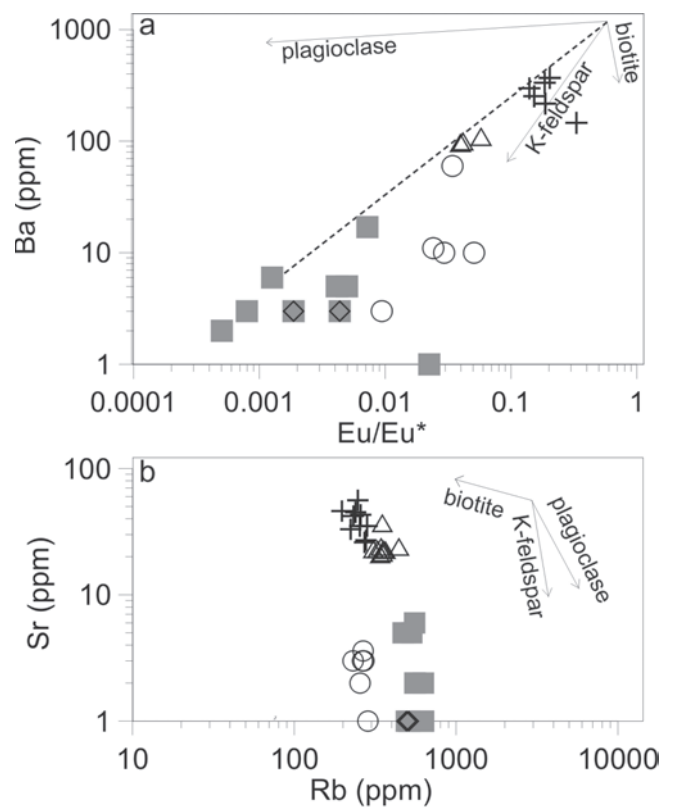 a
1000
100
10
1
Ba (ppm)
plagioclase
biotite
K-feldspar
0.0001 0.001 0.01 0.1 1
Eu/Eu*
b
100
10
1
Sr (ppm)
biotite
K-feldspar
plagioclase
10 100 1000 10000
Rb (ppm)